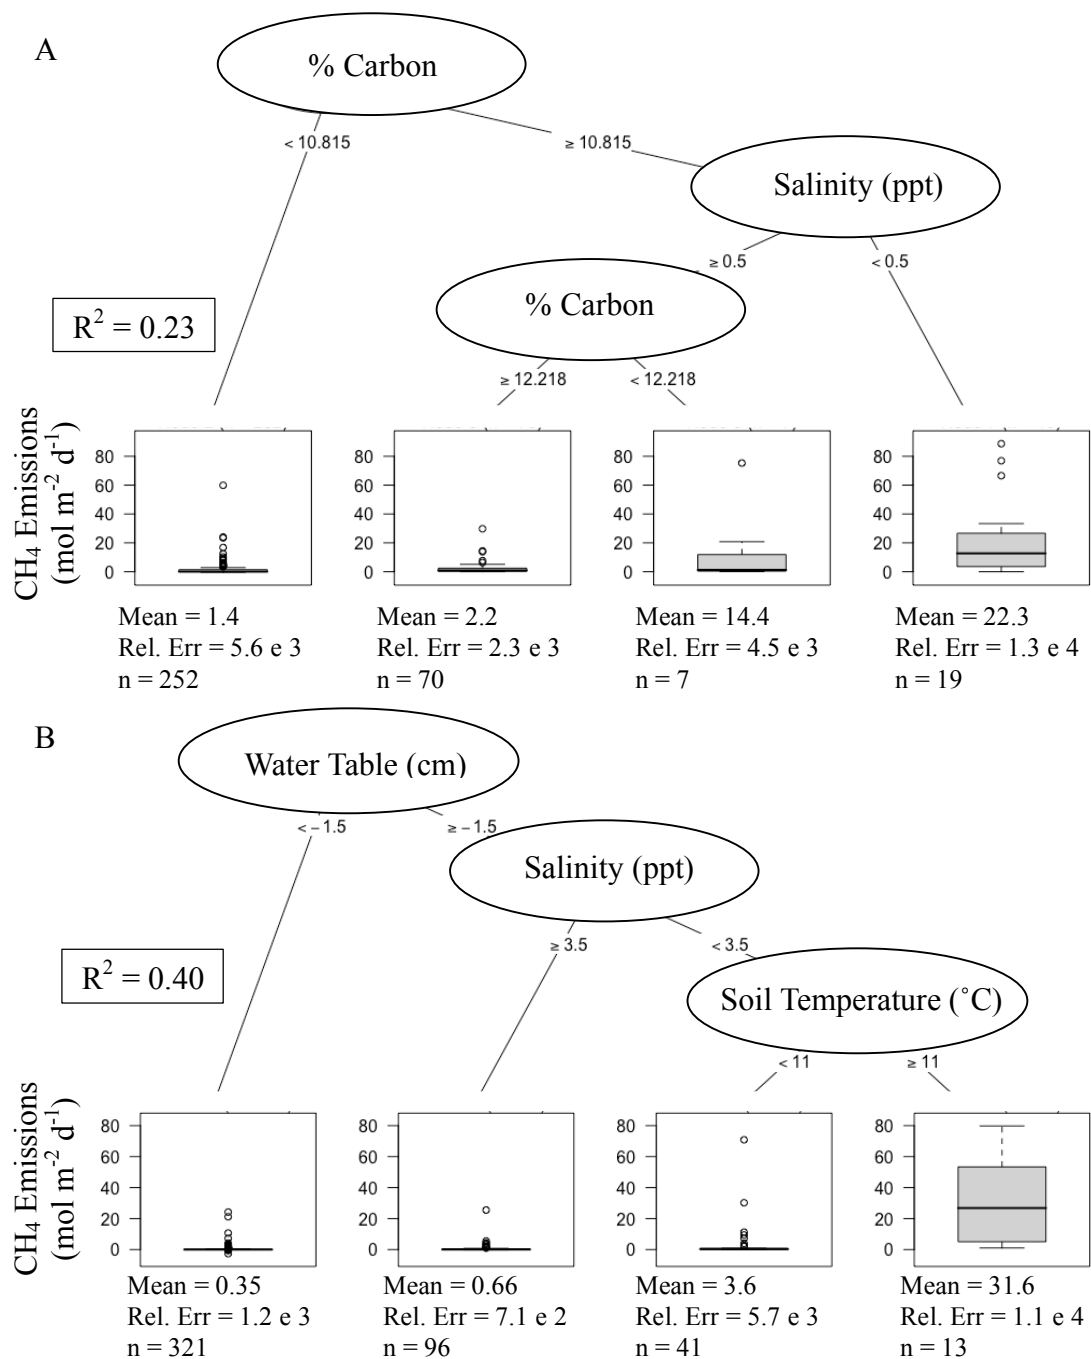 A
% Carbon
< 10.815
≥ 10.815
Salinity (ppt)
≥ 0.5
< 0.5
% Carbon
R² = 0.23
≥ 12.218
< 12.218
CH₄ Emissions
(mol m⁻² d⁻¹)
80
60
40
20
0
80
60
40
20
0
80
60
40
20
0
80
60
40
20
0
Mean = 1.4
Rel. Err = 5.6 e 3
n = 252
Mean = 2.2
Rel. Err = 2.3 e 3
n = 70
Mean = 14.4
Rel. Err = 4.5 e 3
n = 7
Mean = 22.3
Rel. Err = 1.3 e 4
n = 19
B
Water Table (cm)
< − 1.5
≥ − 1.5
Salinity (ppt)
≥ 3.5
< 3.5
R² = 0.40
Soil Temperature (˚C)
< 11
≥ 11
CH₄ Emissions
(mol m⁻² d⁻¹)
80
60
40
20
0
80
60
40
20
0
80
60
40
20
0
80
60
40
20
0
Mean = 0.35
Rel. Err = 1.2 e 3
n = 321
Mean = 0.66
Rel. Err = 7.1 e 2
n = 96
Mean = 3.6
Rel. Err = 5.7 e 3
n = 41
Mean = 31.6
Rel. Err = 1.1 e 4
n = 13